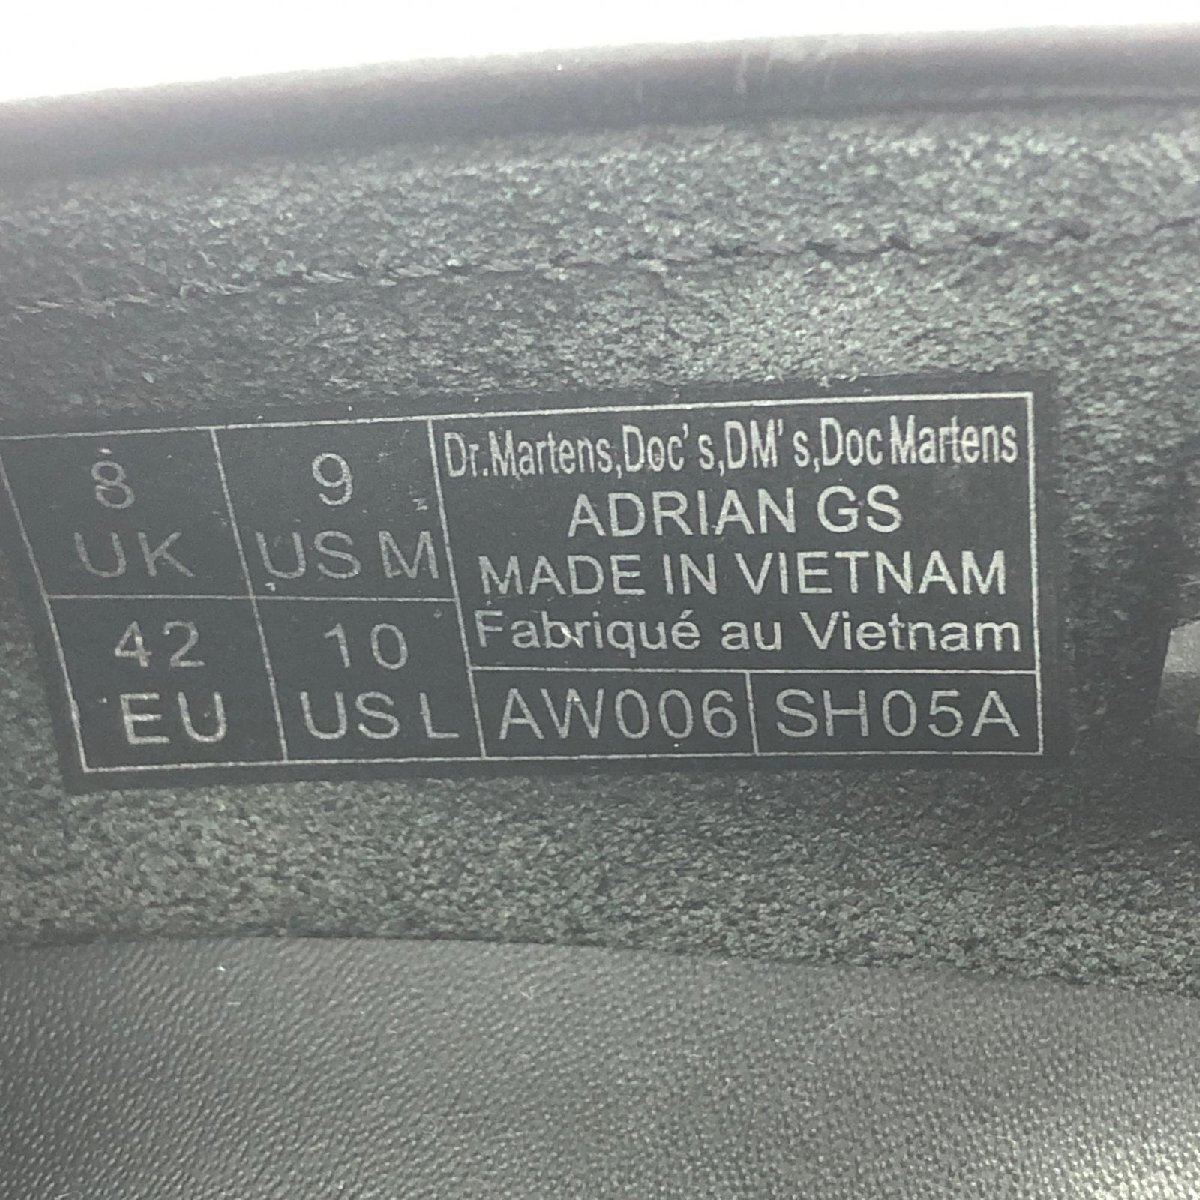 8
UK
9
US M
42
EU
10
US L
Dr.Martens,Doc's,DM's,Doc Martens
ADRIAN GS
MADE IN VIETNAM
Fabriqué au Vietnam
AW006
SH05A